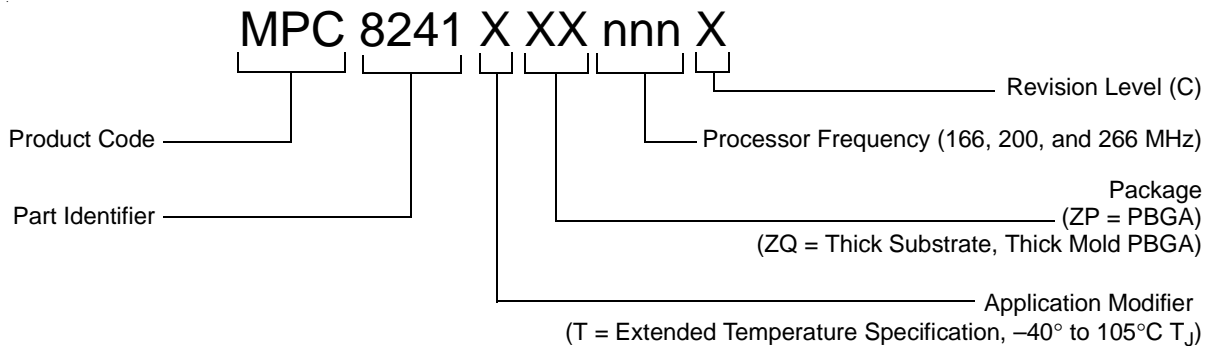 MPC 8241 X XX nnn X
Revision Level (C)
Product Code
Processor Frequency (166, 200, and 266 MHz)
Package
Part Identifier
(ZP = PBGA)
(ZQ = Thick Substrate, Thick Mold PBGA)
Application Modifier
(T = Extended Temperature Specification, –40° to 105°C TJ)